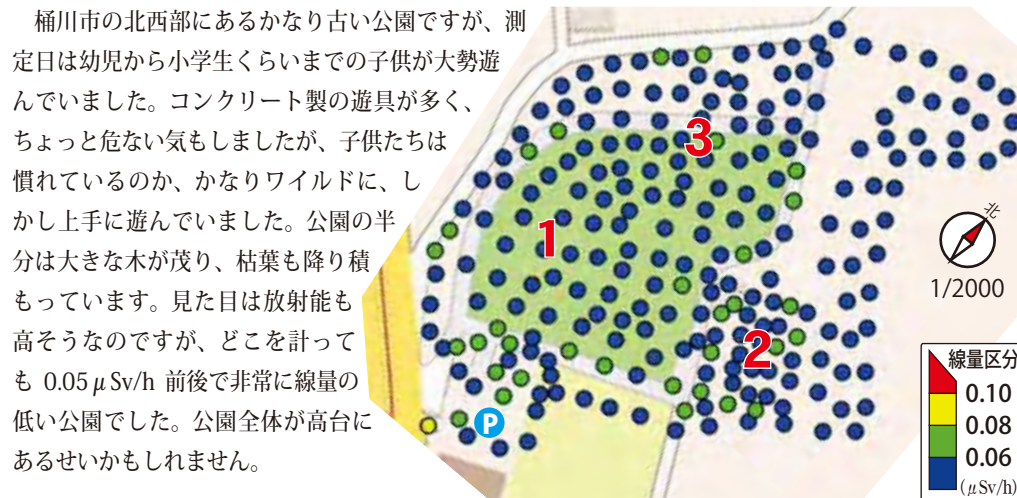 桶川市の北西部にあるかなり古い公園ですが、測
定日は幼児から小学生くらいまでの子供が大勢遊
んでいました。コンクリート製の遊具が多く、
ちょっと危ない気もしましたが、子供たちは
慣れているのか、かなりワイルドに、し
かし上手に遊んでいました。公園の半
分は大きな木が茂り、枯葉も降り積
もっています。見た目は放射能も
高そうなのですが、どこを計って
も 0.05μSv/h 前後で非常に線量の
低い公園でした。公園全体が高台に
あるせいかもしれません。
3
1
2
P
北
1/2000
線量区分
0.10
0.08
0.06
(μSv/h)